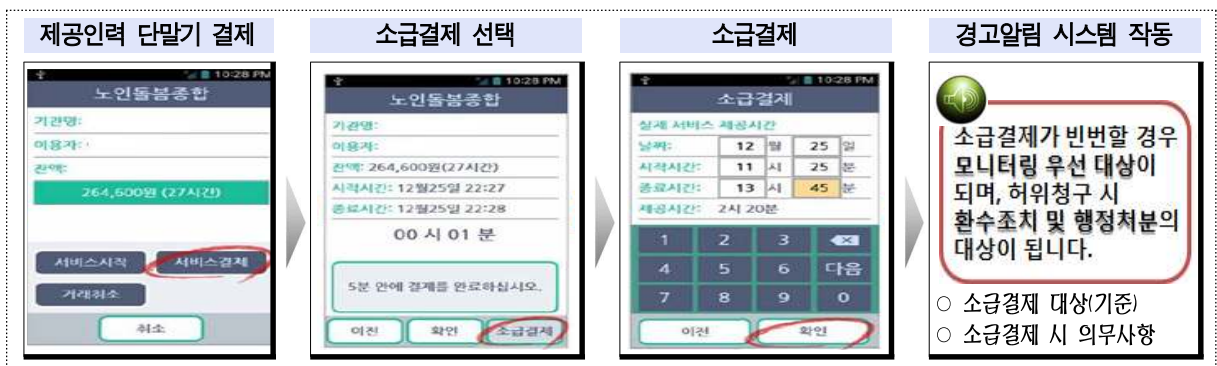 제공인력 단말기 결제
소급결제 선택
소급결제
경고알림 시스템 작동
10:28 PM
노인돌봄종합
기관명:
이용자:
잔액:
264,600원 (27시간)
서비스시작
서비스결제
거래취소
취소
10:28 PM
노인돌봄종합
기관명:
이용자:
잔액: 264,600원(27시간)
시작시간: 12월25일 22:27
종료시간: 12월25일 22:28
00 시 01 분
5분 안에 결제를 완료하십시오.
이전 확인 소급결제
10:28 PM
소급결제
실제 서비스 제공시간
날짜: 12 월 25 일
시작시간: 11 시 25 분
종료시간: 13 시 45 분
제공시간: 2시 20분
1 2 3
4 5 6 다음
7 8 9 0
이전 확인
소급결제가 빈번할 경우
모니터링 우선 대상이
되며, 허위청구 시
환수조치 및 행정처분의
대상이 됩니다.
○ 소급결제 대상(기준)
○ 소급결제 시 의무사항